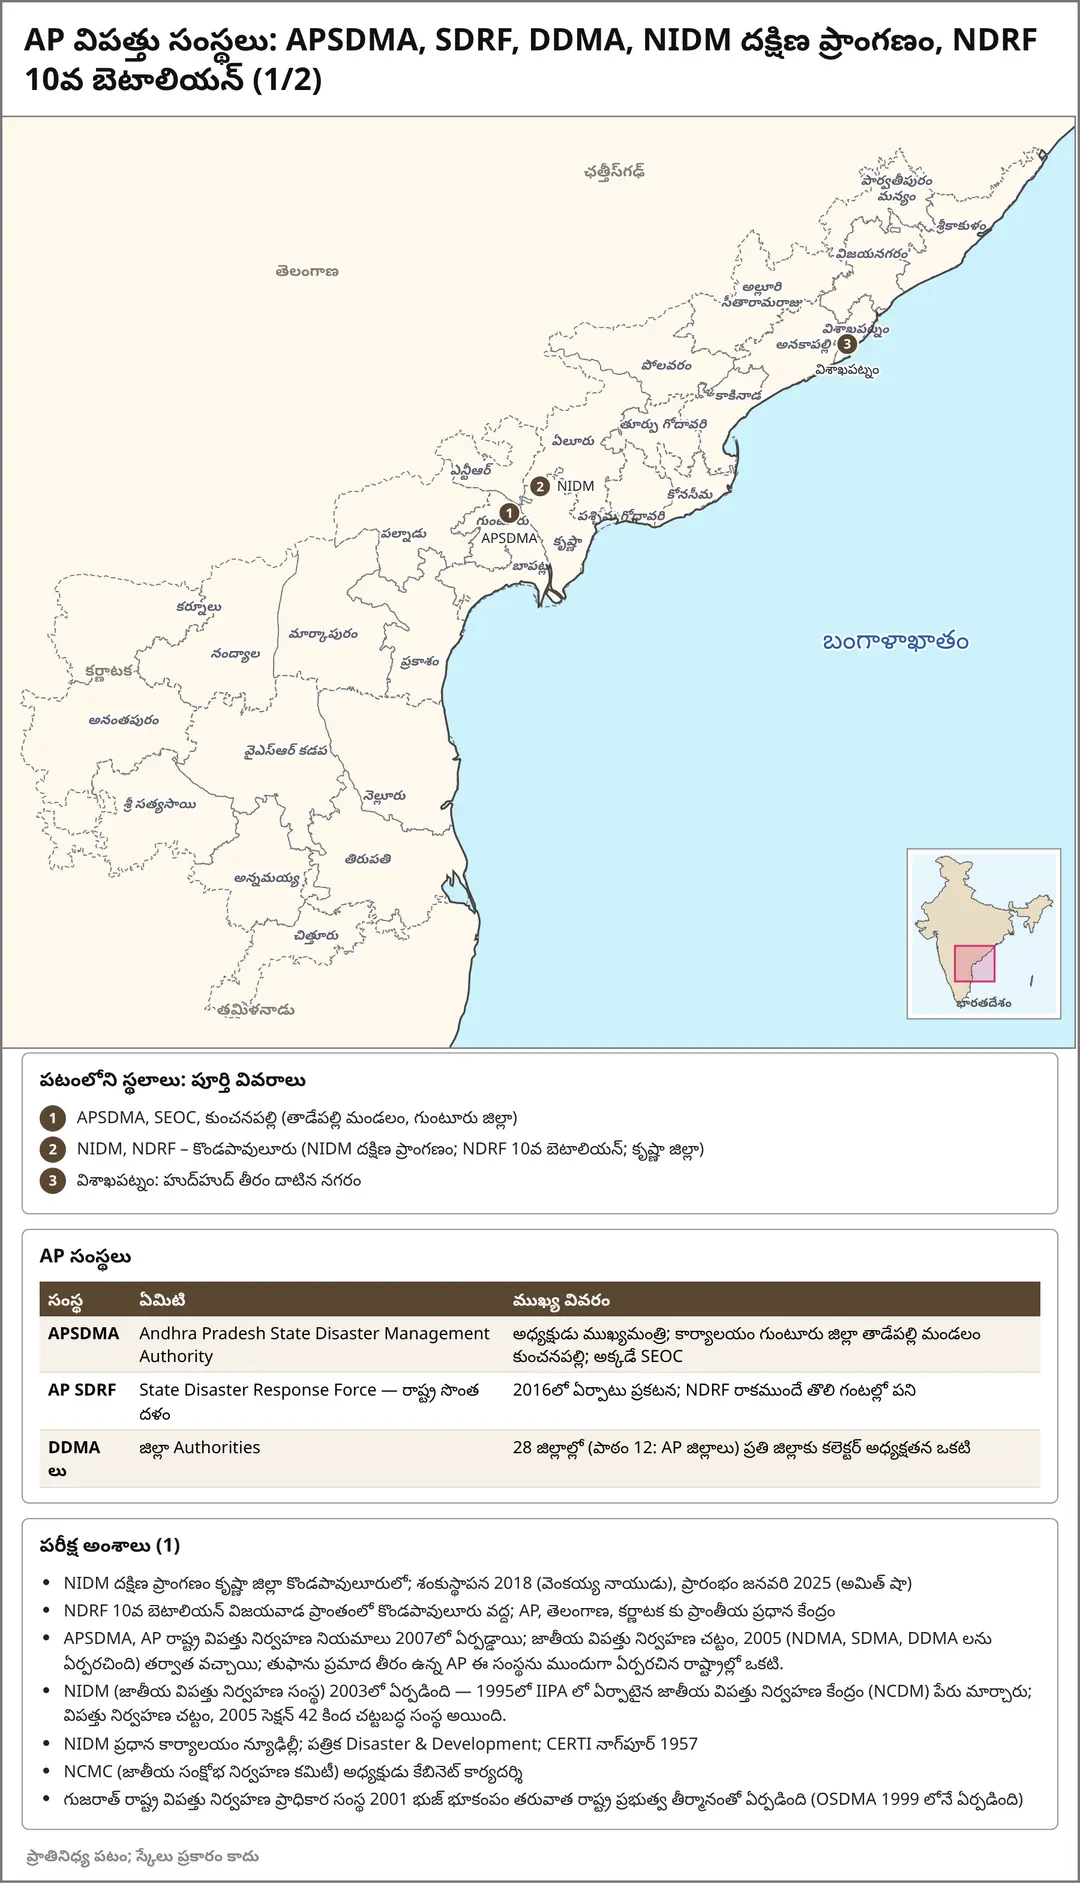 AP విపత్తు సంస్థలు: APSDMA, SDRF, DDMA, NIDM దక్షిణ ప్రాంగణం, NDRF
10వ బెటాలియన్ (1/2)
ఛత్తీస్‌గఢ్
పార్వతీపురం
మన్యం
శ్రీకాకుళం
విజయనగరం
తెలంగాణ
అల్లూరి
సీతారామరాజు
విశాఖపట్నం
అనకాపల్లి
3
విశాఖపట్నం
పోలవరం
కాకినాడ
తూర్పు గోదావరి
ఏలూరు
ఎన్టీఆర్
2 NIDM
కోనసీమ
1
గుంటూరు
పశ్చిమ గోదావరి
పల్నాడు
APSDMA
కృష్ణా
బాపట్ల
కర్నూలు
మార్కాపురం
నంద్యాల
ప్రకాశం
బంగాళాఖాతం
కర్ణాటక
అనంతపురం
వైఎస్ఆర్ కడప
నెల్లూరు
శ్రీ సత్యసాయి
తిరుపతి
అన్నమయ్య
చిత్తూరు
తమిళనాడు
భారతదేశం
పటంలోని స్థలాలు: పూర్తి వివరాలు
1 APSDMA, SEOC, కుంచనపల్లి (తాడేపల్లి మండలం, గుంటూరు జిల్లా)
2 NIDM, NDRF – కొండపావులూరు (NIDM దక్షిణ ప్రాంగణం; NDRF 10వ బెటాలియన్; కృష్ణా జిల్లా)
3 విశాఖపట్నం: హుద్‌హుద్ తీరం దాటిన నగరం
AP సంస్థలు
సంస్థ ఏమిటి ముఖ్య వివరం
APSDMA Andhra Pradesh State Disaster Management అధ్యక్షుడు ముఖ్యమంత్రి; కార్యాలయం గుంటూరు జిల్లా తాడేపల్లి మండలం
Authority కుంచనపల్లి; అక్కడే SEOC
AP SDRF State Disaster Response Force — రాష్ట్ర సొంత 2016లో ఏర్పాటు ప్రకటన; NDRF రాకముందే తొలి గంటల్లో పని
దళం
DDMA జిల్లా Authorities 28 జిల్లాల్లో (పాఠం 12: AP జిల్లాలు) ప్రతి జిల్లాకు కలెక్టర్ అధ్యక్షతన ఒకటి
లు
పరీక్ష అంశాలు (1)
• NIDM దక్షిణ ప్రాంగణం కృష్ణా జిల్లా కొండపావులూరులో; శంకుస్థాపన 2018 (వెంకయ్య నాయుడు), ప్రారంభం జనవరి 2025 (అమిత్ షా)
• NDRF 10వ బెటాలియన్ విజయవాడ ప్రాంతంలో కొండపావులూరు వద్ద; AP, తెలంగాణ, కర్ణాటక కు ప్రాంతీయ ప్రధాన కేంద్రం
• APSDMA, AP రాష్ట్ర విపత్తు నిర్వహణ నియమాలు 2007లో ఏర్పడ్డాయి; జాతీయ విపత్తు నిర్వహణ చట్టం, 2005 (NDMA, SDMA, DDMA లను
ఏర్పరచింది) తర్వాత వచ్చాయి; తుఫాను ప్రమాద తీరం ఉన్న AP ఈ సంస్థను ముందుగా ఏర్పరచిన రాష్ట్రాల్లో ఒకటి.
• NIDM (జాతీయ విపత్తు నిర్వహణ సంస్థ) 2003లో ఏర్పడింది — 1995లో IIPA లో ఏర్పాటైన జాతీయ విపత్తు నిర్వహణ కేంద్రం (NCDM) పేరు మార్చారు;
విపత్తు నిర్వహణ చట్టం, 2005 సెక్షన్ 42 కింద చట్టబద్ధ సంస్థ అయింది.
• NIDM ప్రధాన కార్యాలయం న్యూఢిల్లీ; పత్రిక Disaster & Development; CERTI నాగ్‌పూర్ 1957
• NCMC (జాతీయ సంక్షోభ నిర్వహణ కమిటీ) అధ్యక్షుడు కేబినెట్ కార్యదర్శి
• గుజరాత్ రాష్ట్ర విపత్తు నిర్వహణ ప్రాధికార సంస్థ 2001 భుజ్ భూకంపం తరువాత రాష్ట్ర ప్రభుత్వ తీర్మానంతో ఏర్పడింది (OSDMA 1999 లోనే ఏర్పడింది)
ప్రాతినిధ్య పటం; స్కేలు ప్రకారం కాదు